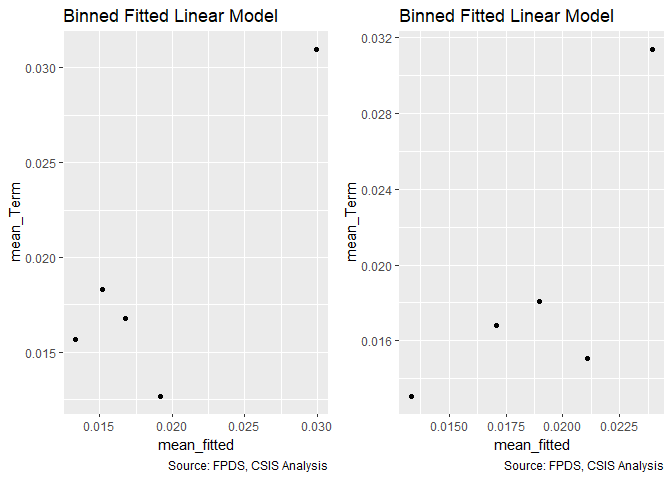 Binned Fitted Linear Model
mean_Term
0.030
0.025
0.020
0.015
0.015
0.020
0.025
0.030
mean_fitted
Source: FPDS, CSIS Analysis
Binned Fitted Linear Model
mean_Term
0.032
0.028
0.024
0.020
0.016
0.0150
0.0175
0.0200
0.0225
mean_fitted
Source: FPDS, CSIS Analysis